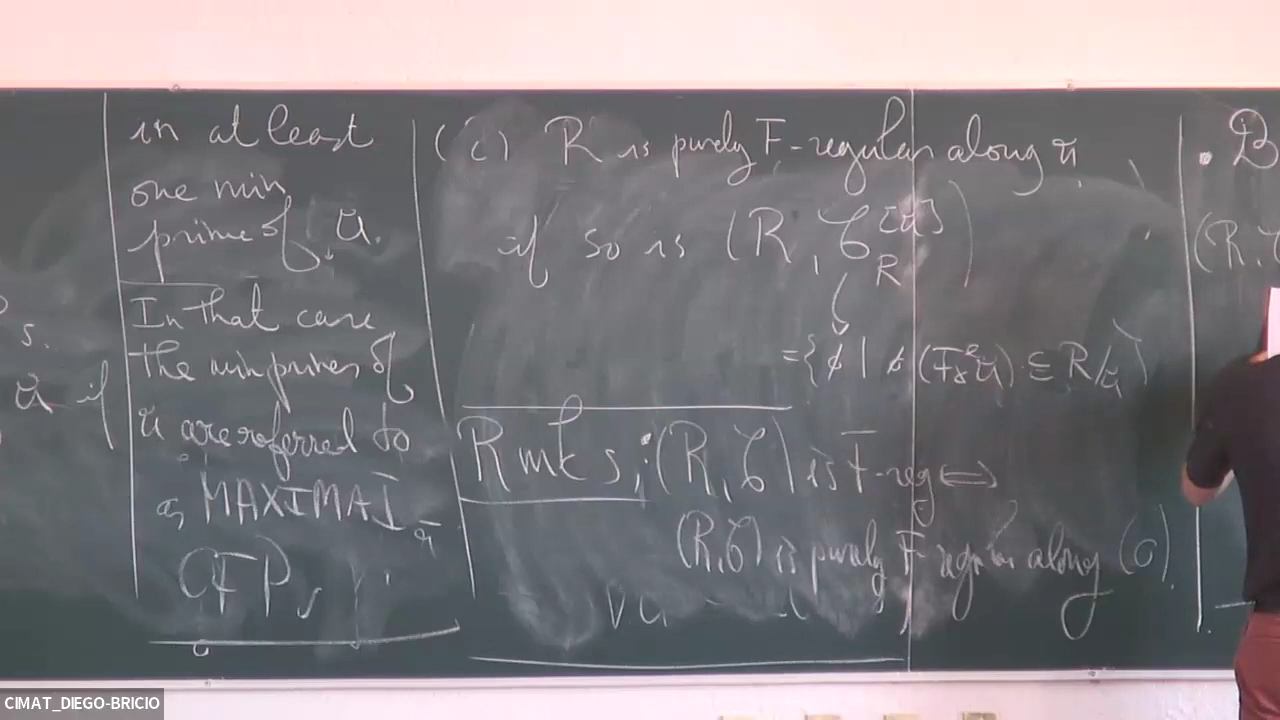 s.
if
in at least
one min
prime of 𝔞.
In that case
the min primes of
𝔞 are referred to
as MAXIMAL
CFPs
(c) R is purely F-regular along 𝔞
if so is (R, 𝒞_R^{[𝔞]})
={φ | φ(F_*^e 𝔞) ⊆ R/𝔞}
Rmks: (R, 𝒞) is F-reg ⟺
(R, 𝒞) is purely F-regular along (0)
(R,
CIMAT_DIEGO-BRICIO